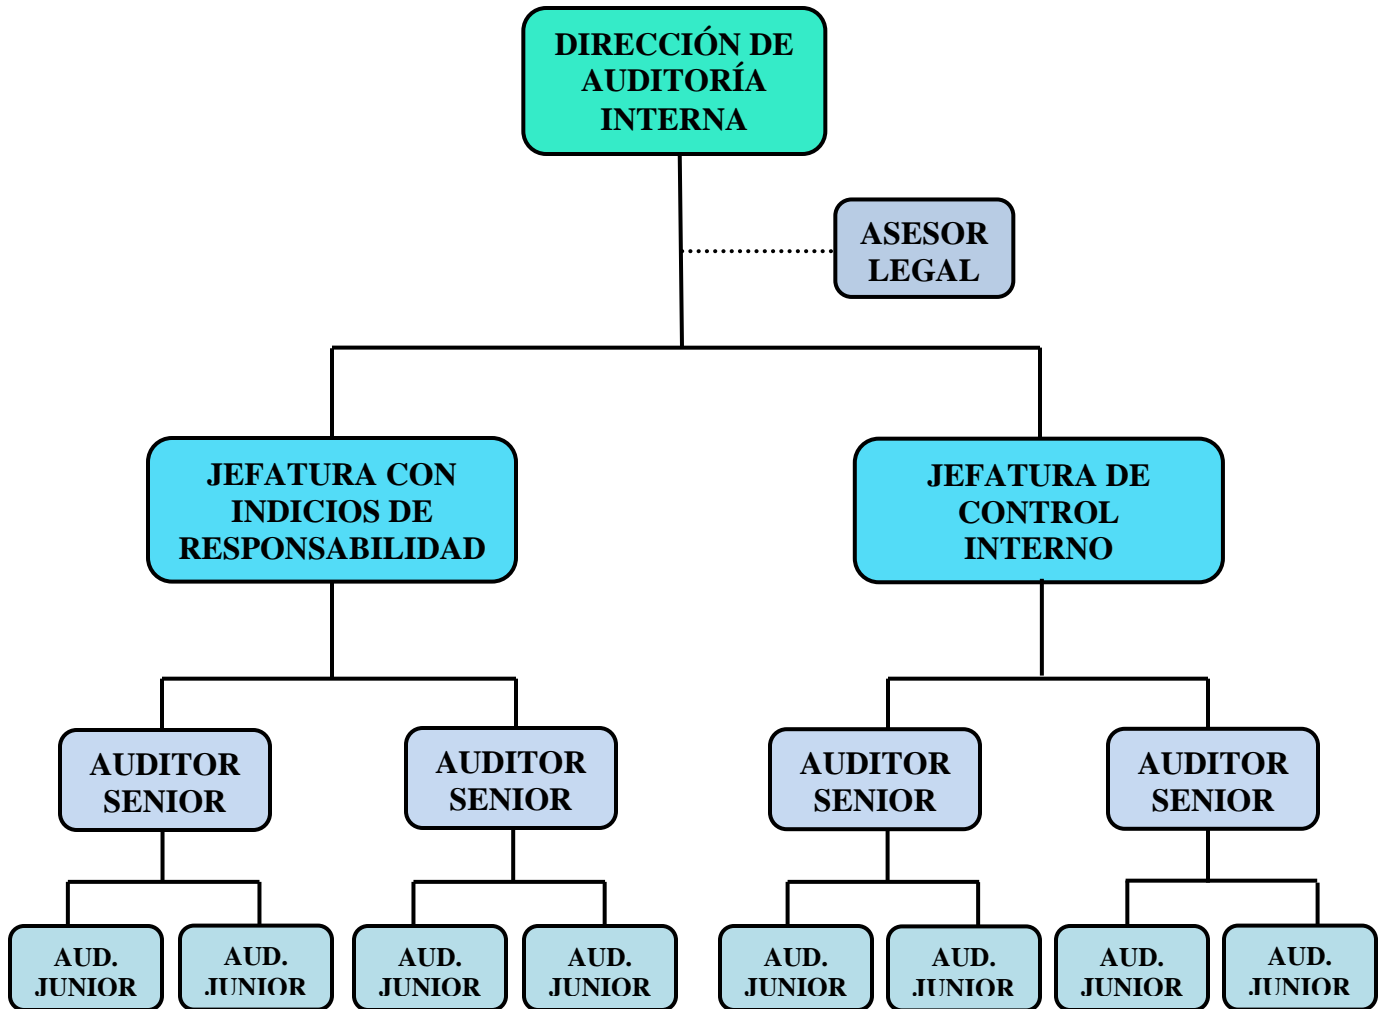 DIRECCIÓN DE
AUDITORÍA
INTERNA
ASESOR
LEGAL
JEFATURA CON
INDICIOS DE
RESPONSABILIDAD
JEFATURA DE
CONTROL
INTERNO
AUDITOR
SENIOR
AUDITOR
SENIOR
AUDITOR
SENIOR
AUDITOR
SENIOR
AUD.
JUNIOR
AUD.
JUNIOR
AUD.
JUNIOR
AUD.
JUNIOR
AUD.
JUNIOR
AUD.
JUNIOR
AUD.
JUNIOR
AUD.
JUNIOR